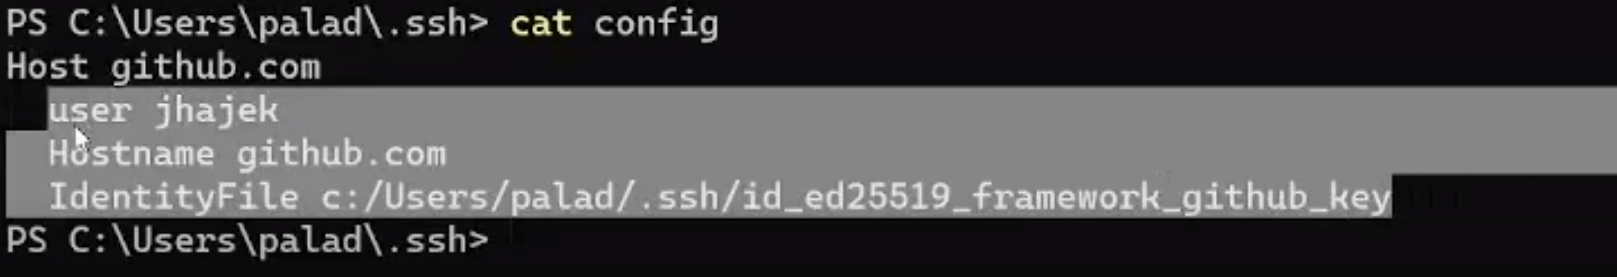 PS C:\Users\palad\.ssh> cat config
Host github.com
user jhajek
Hostname github.com
IdentityFile c:/Users/palad/.ssh/id_ed25519_framework_github_key
PS C:\Users\palad\.ssh>